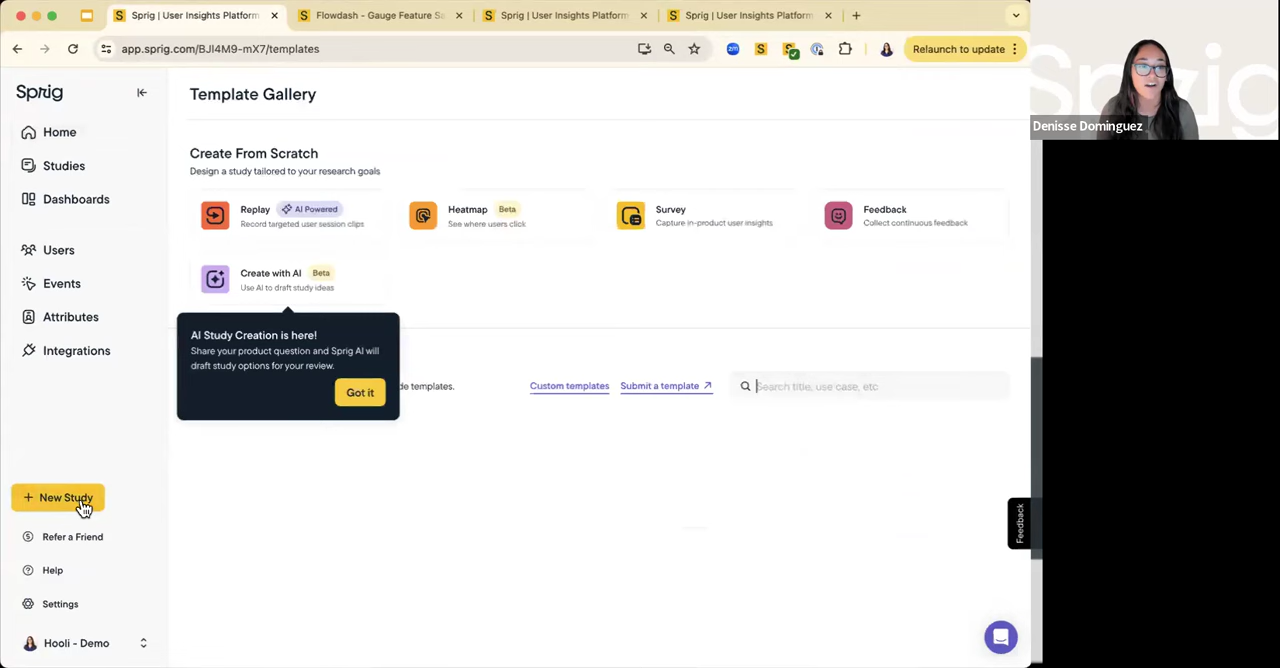 Sprig | User Insights Platform
Flowdash - Gauge Feature Sa
Sprig | User Insights Platform
Sprig | User Insights Platform
app.sprig.com/BJl4M9-mX7/templates
Relaunch to update
Denisse Dominguez
Sprig
Home
Studies
Dashboards
Users
Events
Attributes
Integrations
+ New Study
Refer a Friend
Help
Settings
Hooli - Demo
Template Gallery
Create From Scratch
Design a study tailored to your research goals
Replay AI Powered
Record targeted user session clips
Heatmap Beta
See where users click
Survey
Capture in-product user insights
Feedback
Collect continuous feedback
Create with AI Beta
Use AI to draft study ideas
AI Study Creation is here!
Share your product question and Sprig AI will
draft study options for your review.
Got it
de templates.
Custom templates
Submit a template
Search title, use case, etc
Feedback